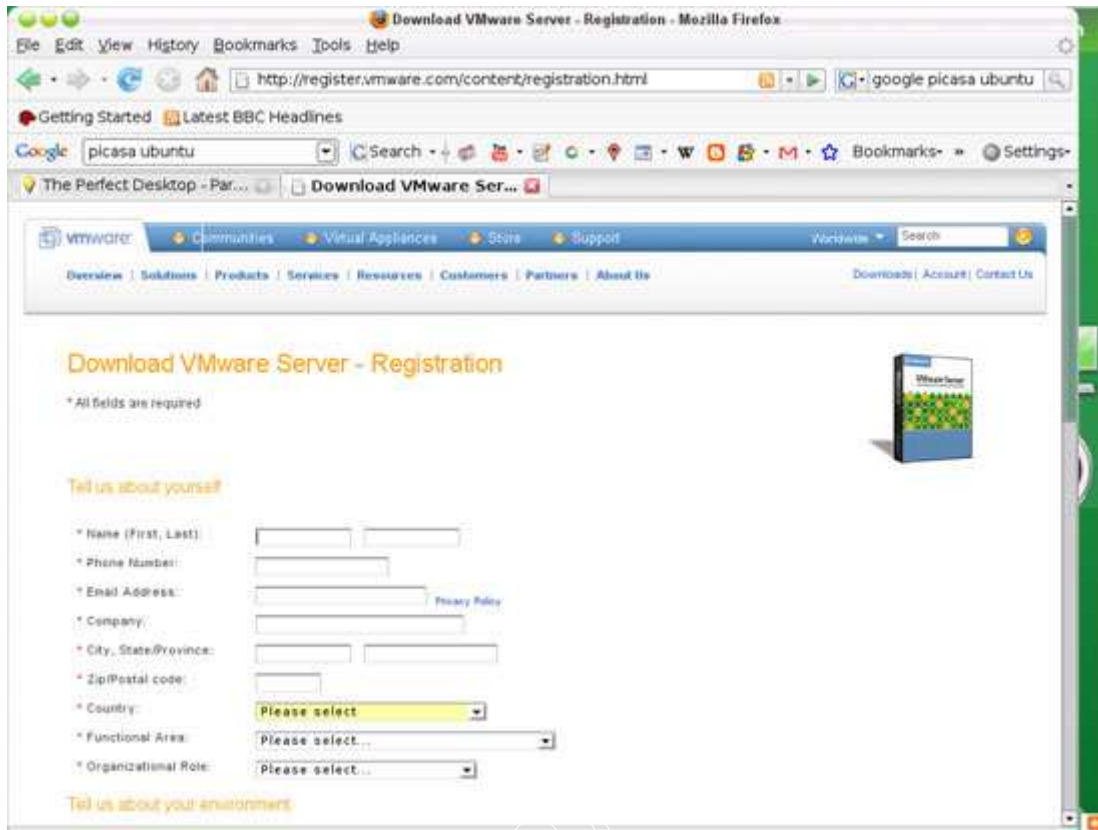 Download VMware Server - Registration - Mozilla Firefox
File Edit View History Bookmarks Tools Help
http://register.vmware.com/content/registration.html google picasa ubuntu
Getting Started Latest BBC Headlines
Google picasa ubuntu Search Bookmarks Settings
The Perfect Desktop - Par... Download VMware Ser...
vmware Communities Virtual Appliances Store Support Worldwide Search
Overview | Solutions | Products | Services | Resources | Customers | Partners | About Us Downloads | Account | Contact Us
Download VMware Server - Registration
VMware Server
* All fields are required
Tell us about yourself
* Name (First, Last):
* Phone Number:
* Email Address: Privacy Policy
* Company:
* City, State/Province:
* Zip/Postal code:
* Country: Please select
* Functional Area: Please select...
* Organizational Role: Please select...
Tell us about your environment